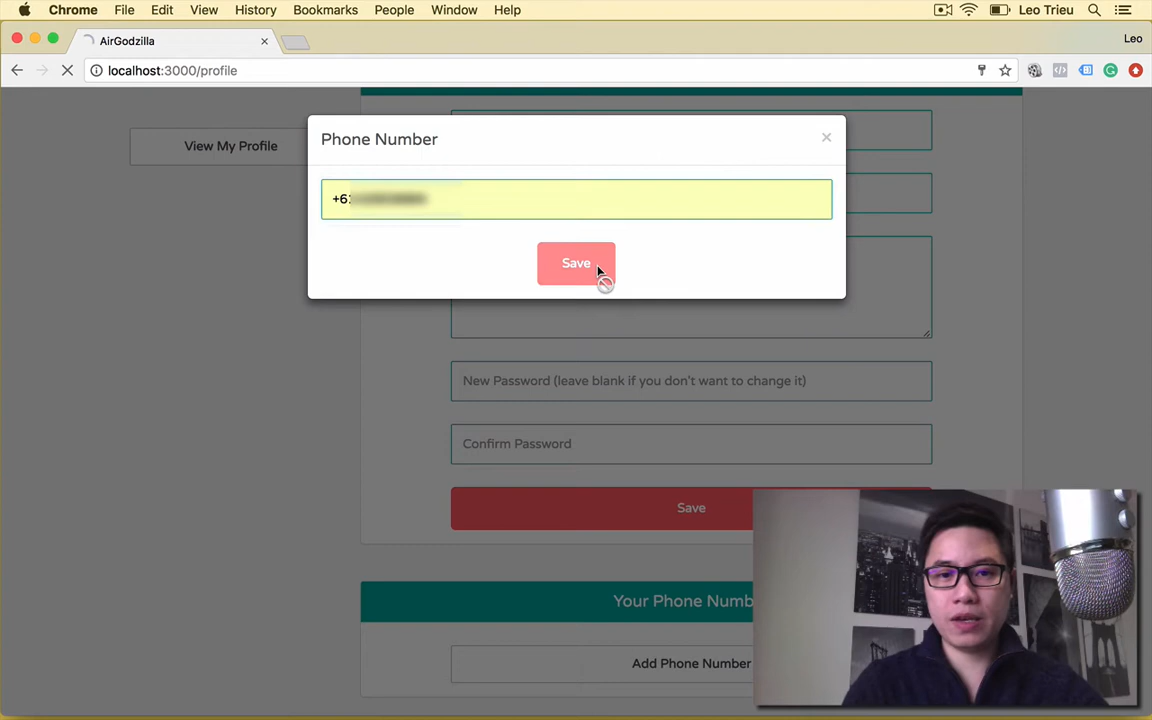 Chrome File Edit View History Bookmarks People Window Help Leo Trieu
AirGodzilla Leo
localhost:3000/profile
View My Profile
Phone Number
+61
Save
New Password (leave blank if you don't want to change it)
Confirm Password
Save
Your Phone Numb
Add Phone Number